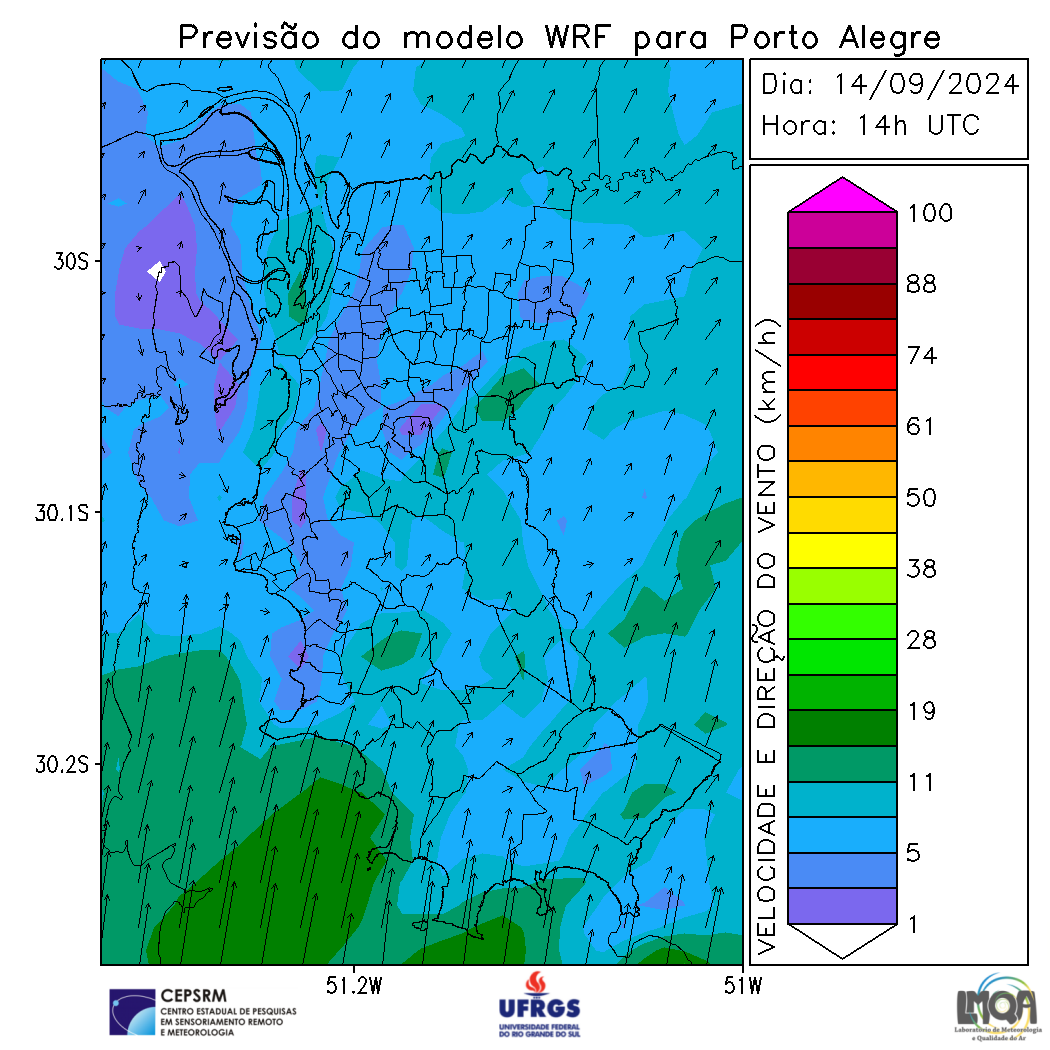 Previsão do modelo WRF para Porto Alegre
Dia: 14/09/2024
Hora: 14h UTC
30S
30.1S
30.2S
51.2W
51W
VELOCIDADE E DIREÇÃO DO VENTO (km/h)
100
88
74
61
50
38
28
19
11
5
1
CEPSRM
CENTRO ESTADUAL DE PESQUISAS
EM SENSORIAMENTO REMOTO
E METEOROLOGIA
UFRGS
UNIVERSIDADE FEDERAL
DO RIO GRANDE DO SUL
LMQA
Laboratório de Meteorologia
e Qualidade do Ar